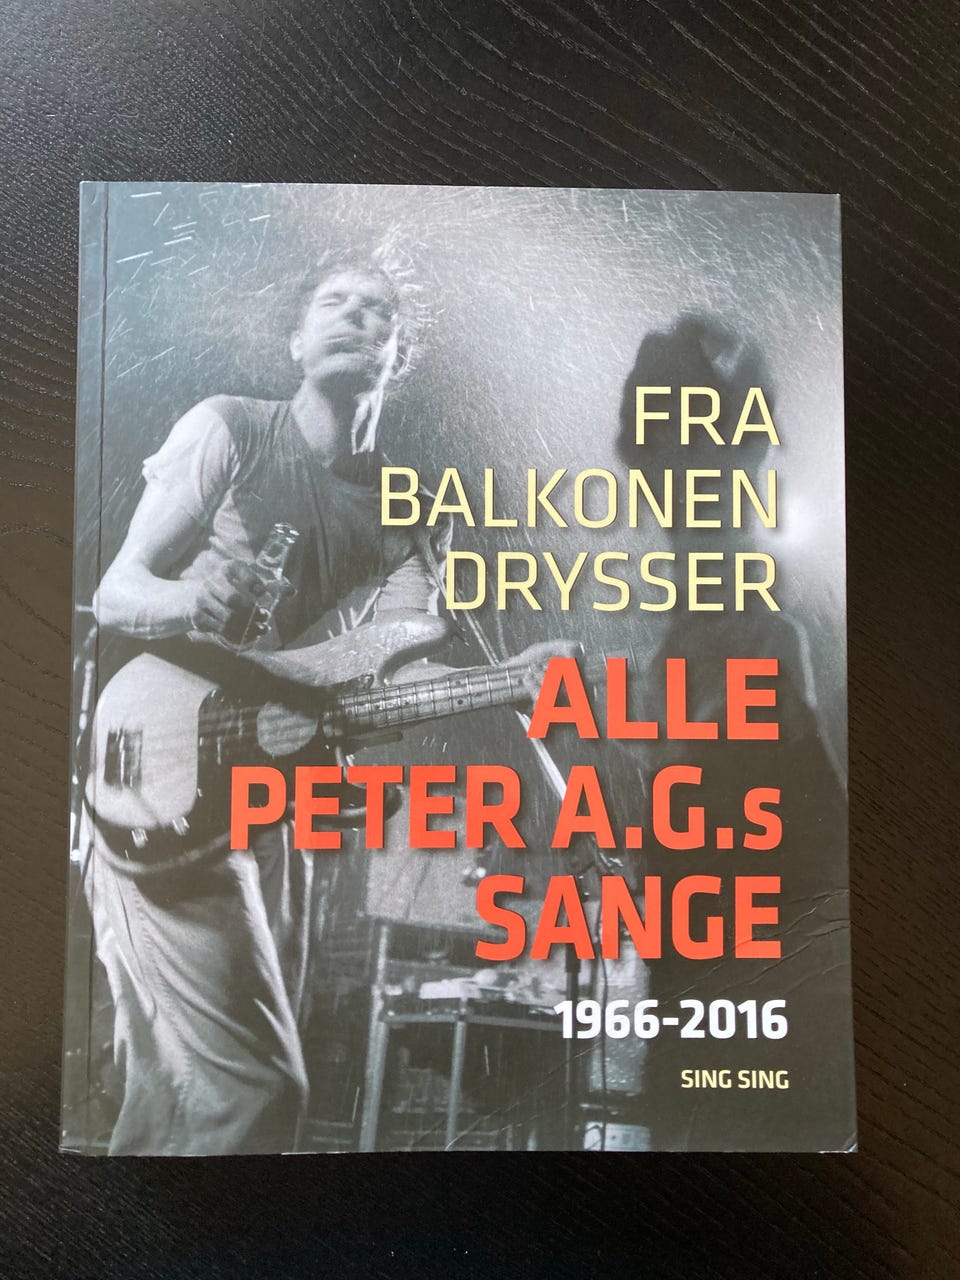 FRA
BALKONEN
DRYSSER
ALLE
PETER A.G.s
SANGE
1966-2016
SING SING